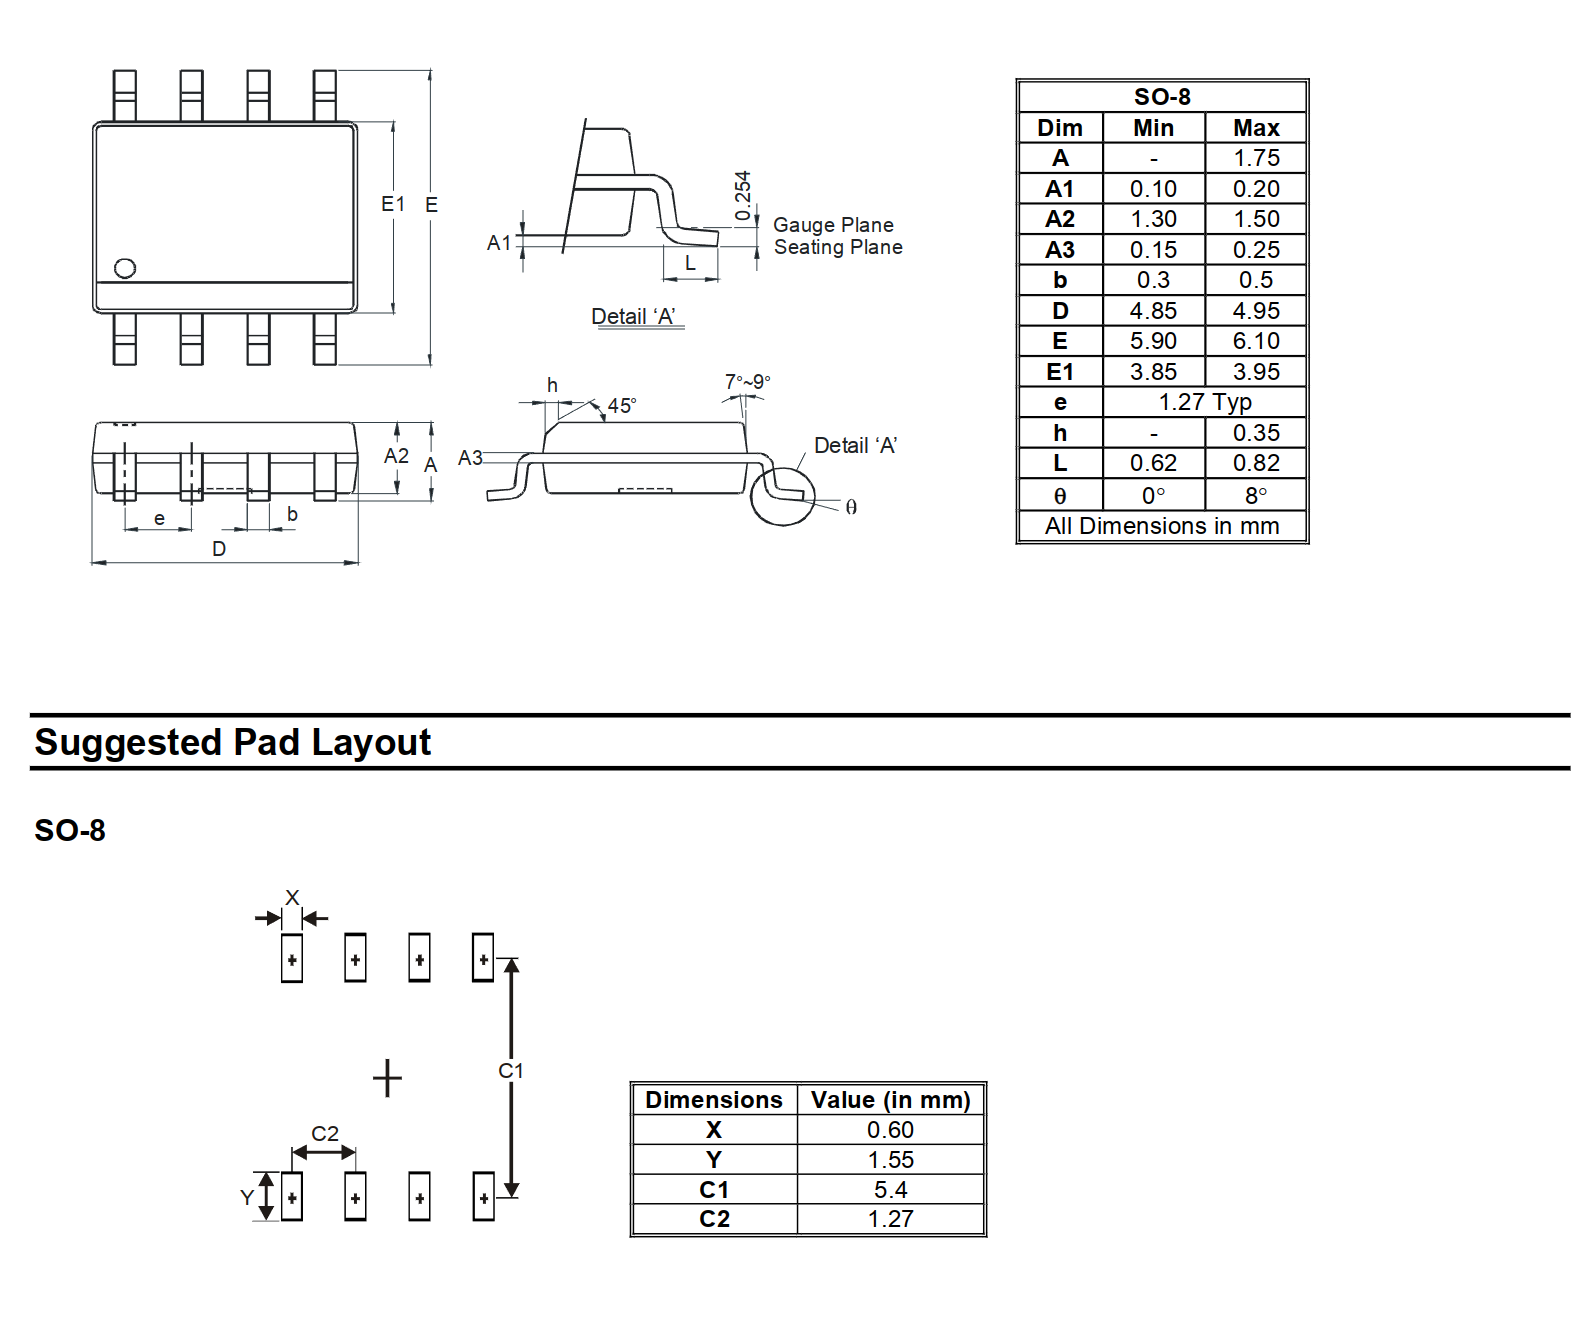 E1
E
A1
0.254
Gauge Plane
Seating Plane
L
Detail ‘A’
h
45°
7°~9°
A2
A
A3
Detail ‘A’
e
b
θ
D
SO-8
Dim Min Max
A - 1.75
A1 0.10 0.20
A2 1.30 1.50
A3 0.15 0.25
b 0.3 0.5
D 4.85 4.95
E 5.90 6.10
E1 3.85 3.95
e 1.27 Typ
h - 0.35
L 0.62 0.82
θ 0° 8°
All Dimensions in mm
Suggested Pad Layout
SO-8
X
C1
C2
Y
Dimensions Value (in mm)
X 0.60
Y 1.55
C1 5.4
C2 1.27